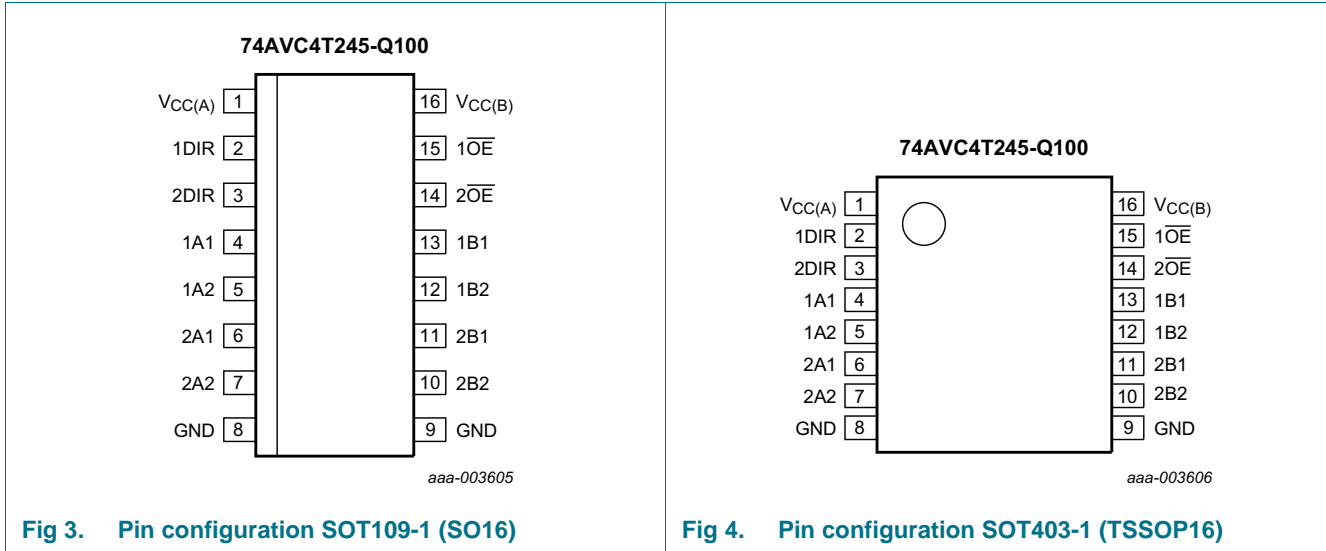 74AVC4T245-Q100
VCC(A) 1 16 VCC(B)
1DIR 2 15 1O̅E̅
2DIR 3 14 2O̅E̅
1A1 4 13 1B1
1A2 5 12 1B2
2A1 6 11 2B1
2A2 7 10 2B2
GND 8 9 GND
aaa-003605
Fig 3. Pin configuration SOT109-1 (SO16)
74AVC4T245-Q100
VCC(A) 1 16 VCC(B)
1DIR 2 15 1O̅E̅
2DIR 3 14 2O̅E̅
1A1 4 13 1B1
1A2 5 12 1B2
2A1 6 11 2B1
2A2 7 10 2B2
GND 8 9 GND
aaa-003606
Fig 4. Pin configuration SOT403-1 (TSSOP16)